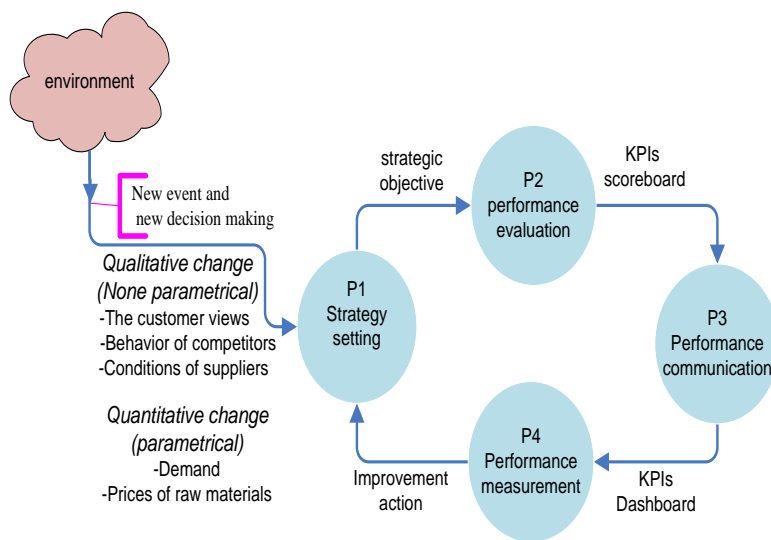 environment
New event and
new decision making
Qualitative change
(None parametrical)
-The customer views
-Behavior of competitors
-Conditions of suppliers
Quantitative change
(parametrical)
-Demand
-Prices of raw materials
P1
Strategy
setting
strategic
objective
P2
performance
evaluation
KPIs
scoreboard
P3
Performance
communication
KPIs
Dashboard
P4
Performance
measurement
Improvement
action